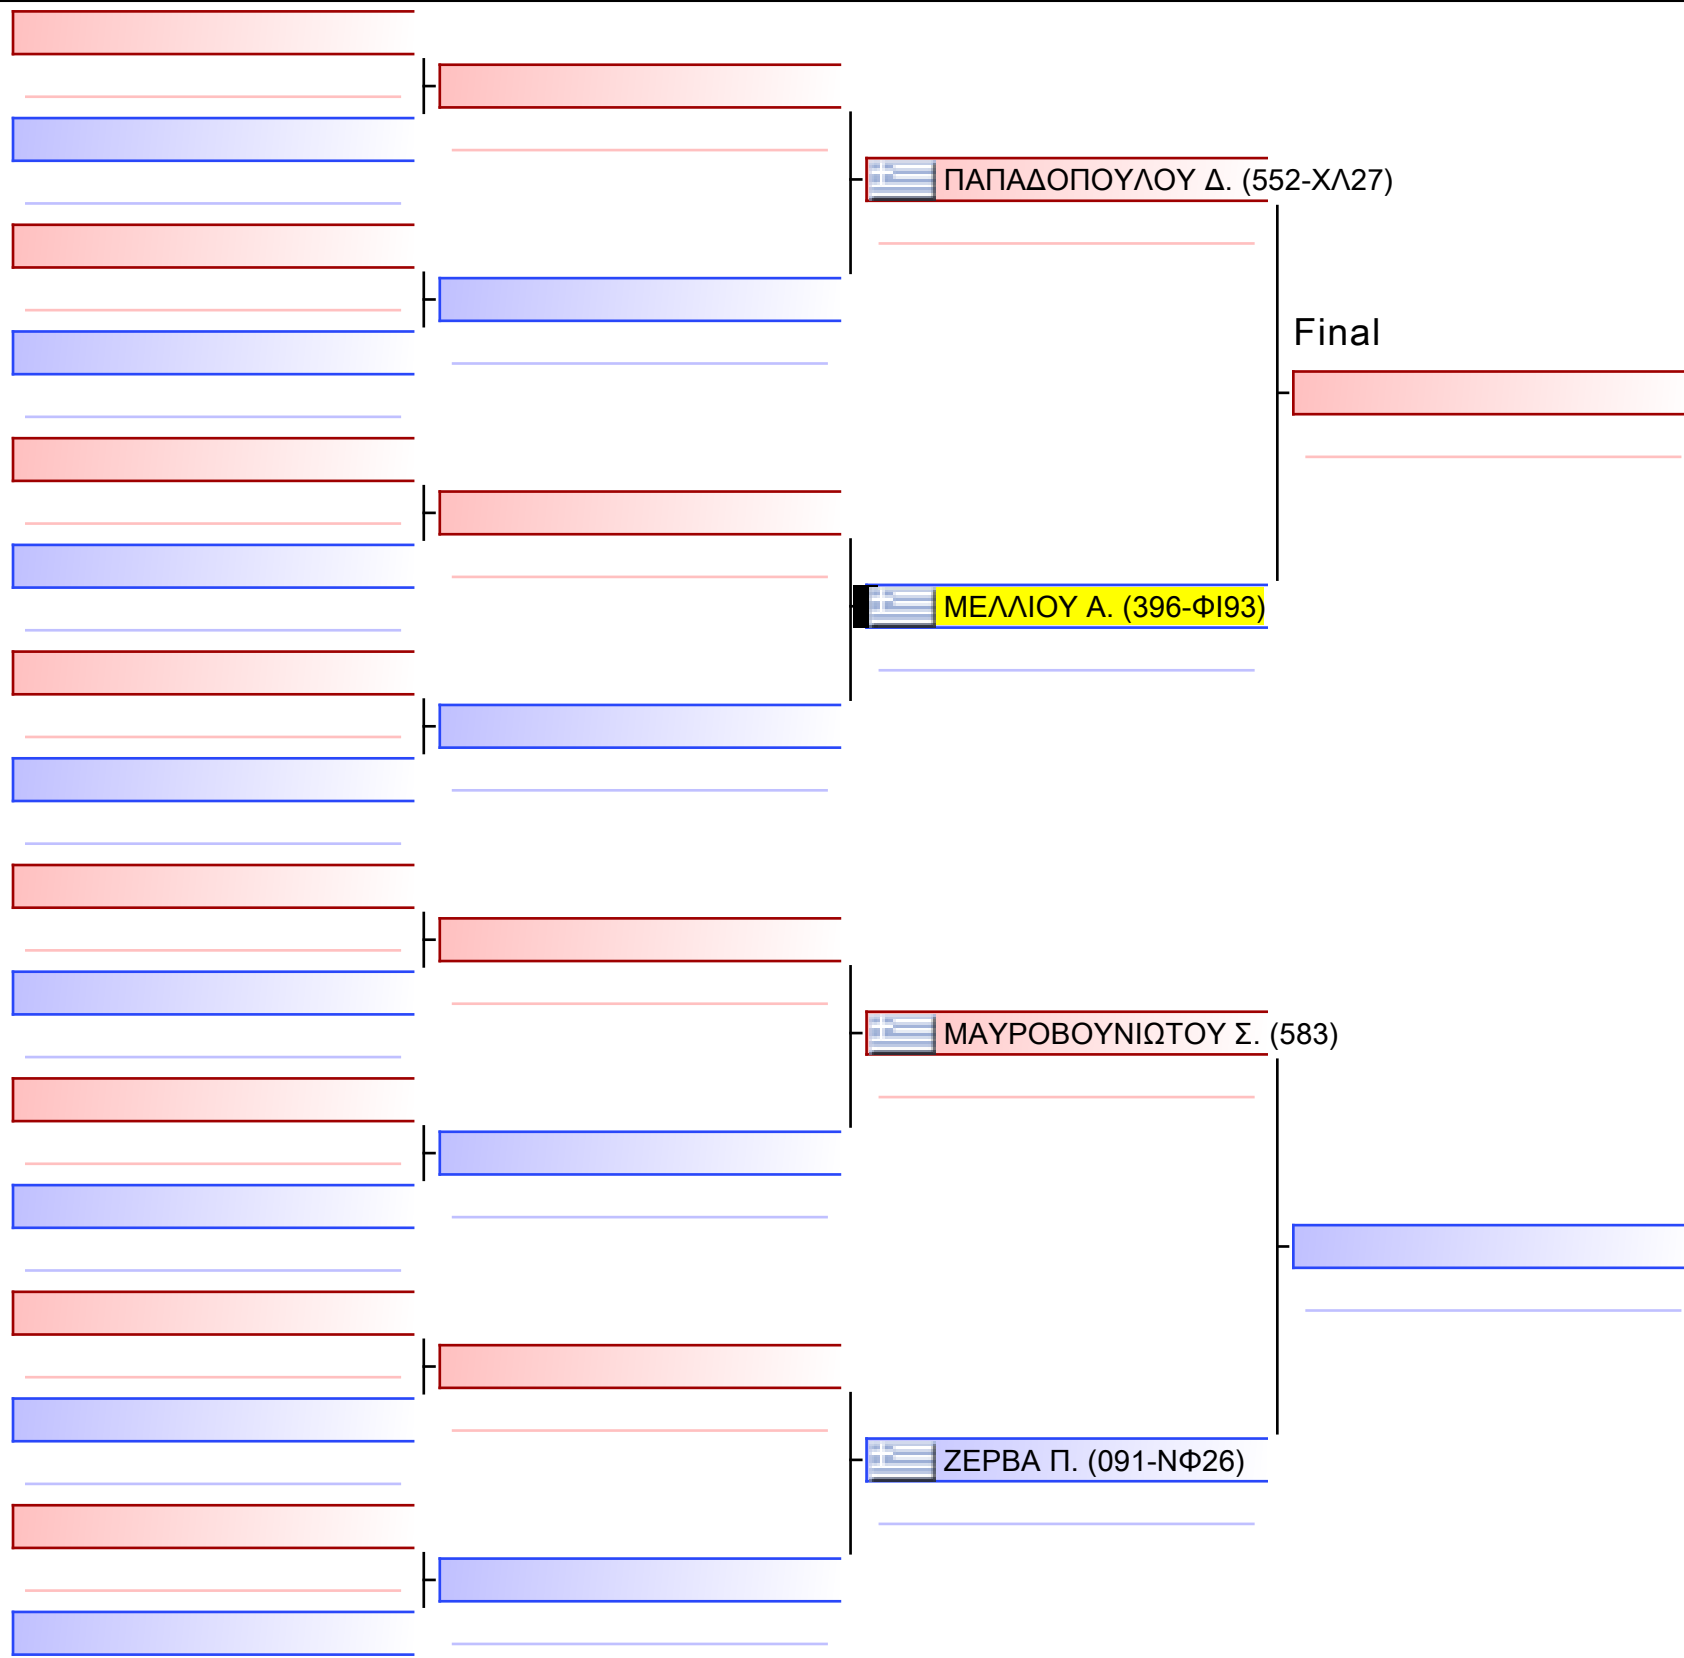 ΠΑΠΑΔΟΠΟΥΛΟΥ Δ. (552-ΧΛ27)
Final
ΜΕΛΛΙΟΥ Α. (396-ΦΙ93)
ΜΑΥΡΟΒΟΥΝΙΩΤΟΥ Σ. (583)
ΖΕΡΒΑ Π. (091-ΝΦ26)